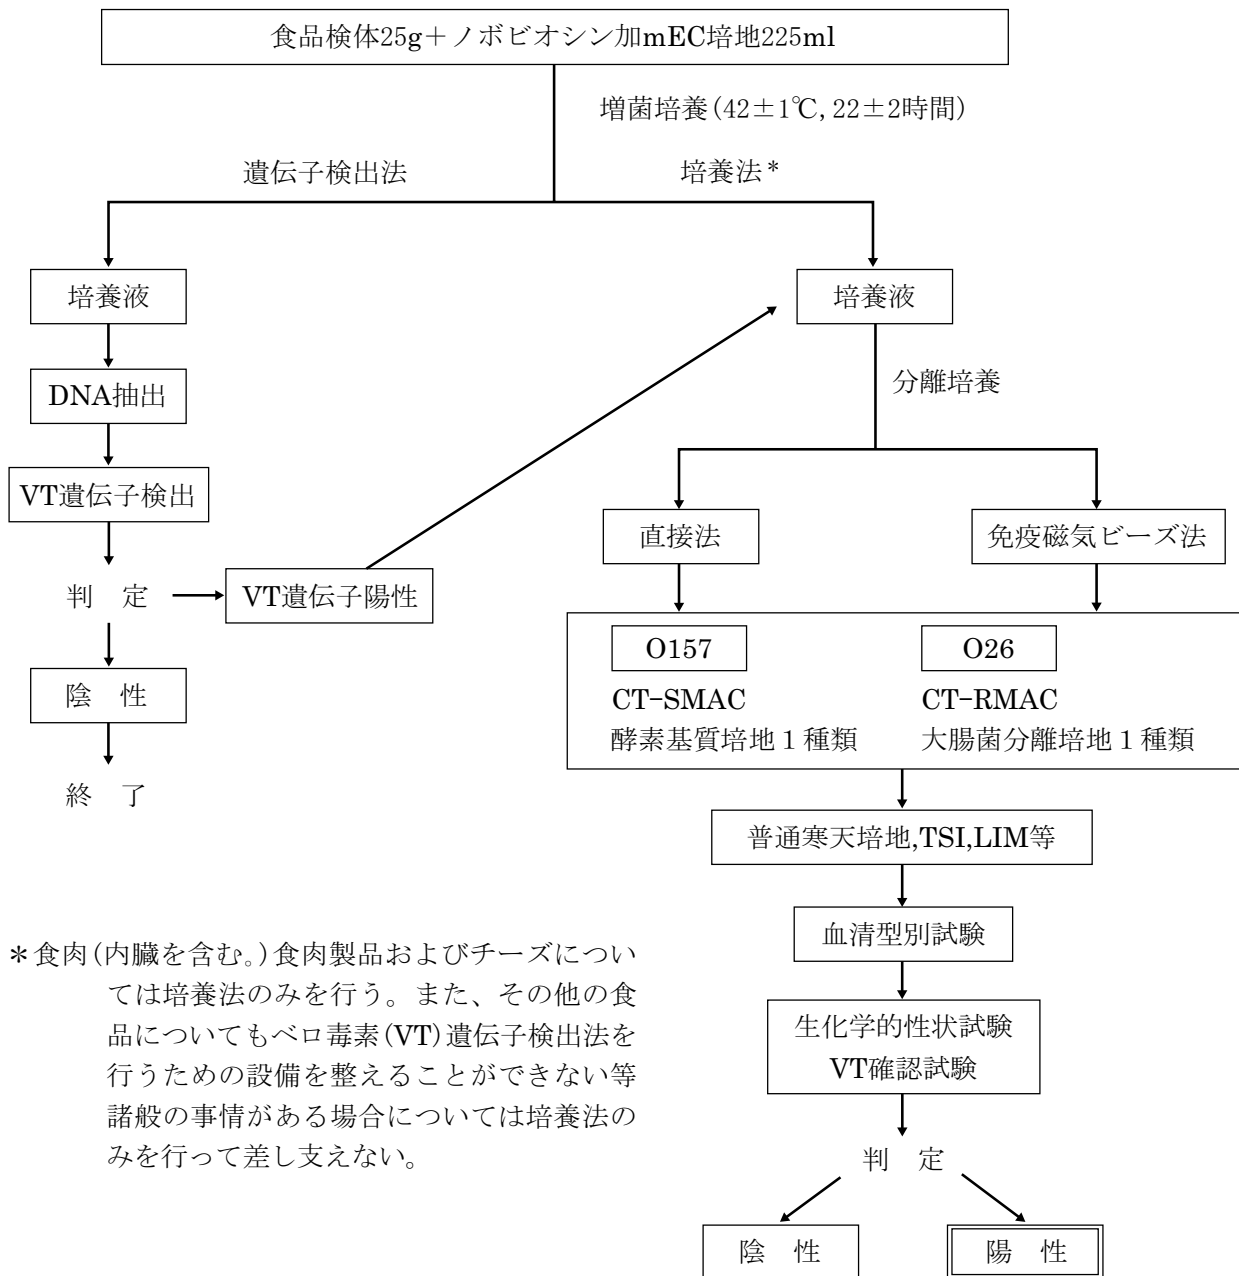 食品検体25g＋ノボビオシン加mEC培地225ml
増菌培養(42±1℃, 22±2時間)
遺伝子検出法
培養法*
培養液
培養液
DNA抽出
分離培養
VT遺伝子検出
直接法
免疫磁気ビーズ法
判　定
VT遺伝子陽性
O157
O26
陰　性
CT-SMAC
CT-RMAC
酵素基質培地１種類
大腸菌分離培地１種類
終　了
普通寒天培地,TSI,LIM等
血清型別試験
＊食肉(内臓を含む。)食肉製品およびチーズについ
ては培養法のみを行う。また、その他の食
品についてもベロ毒素(VT)遺伝子検出法を
行うための設備を整えることができない等
諸般の事情がある場合については培養法の
みを行って差し支えない。
生化学的性状試験
VT確認試験
判　定
陰　性
陽　性